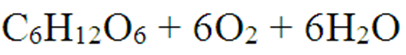 C₆H₁₂O₆ + 6O₂ + 6H₂O